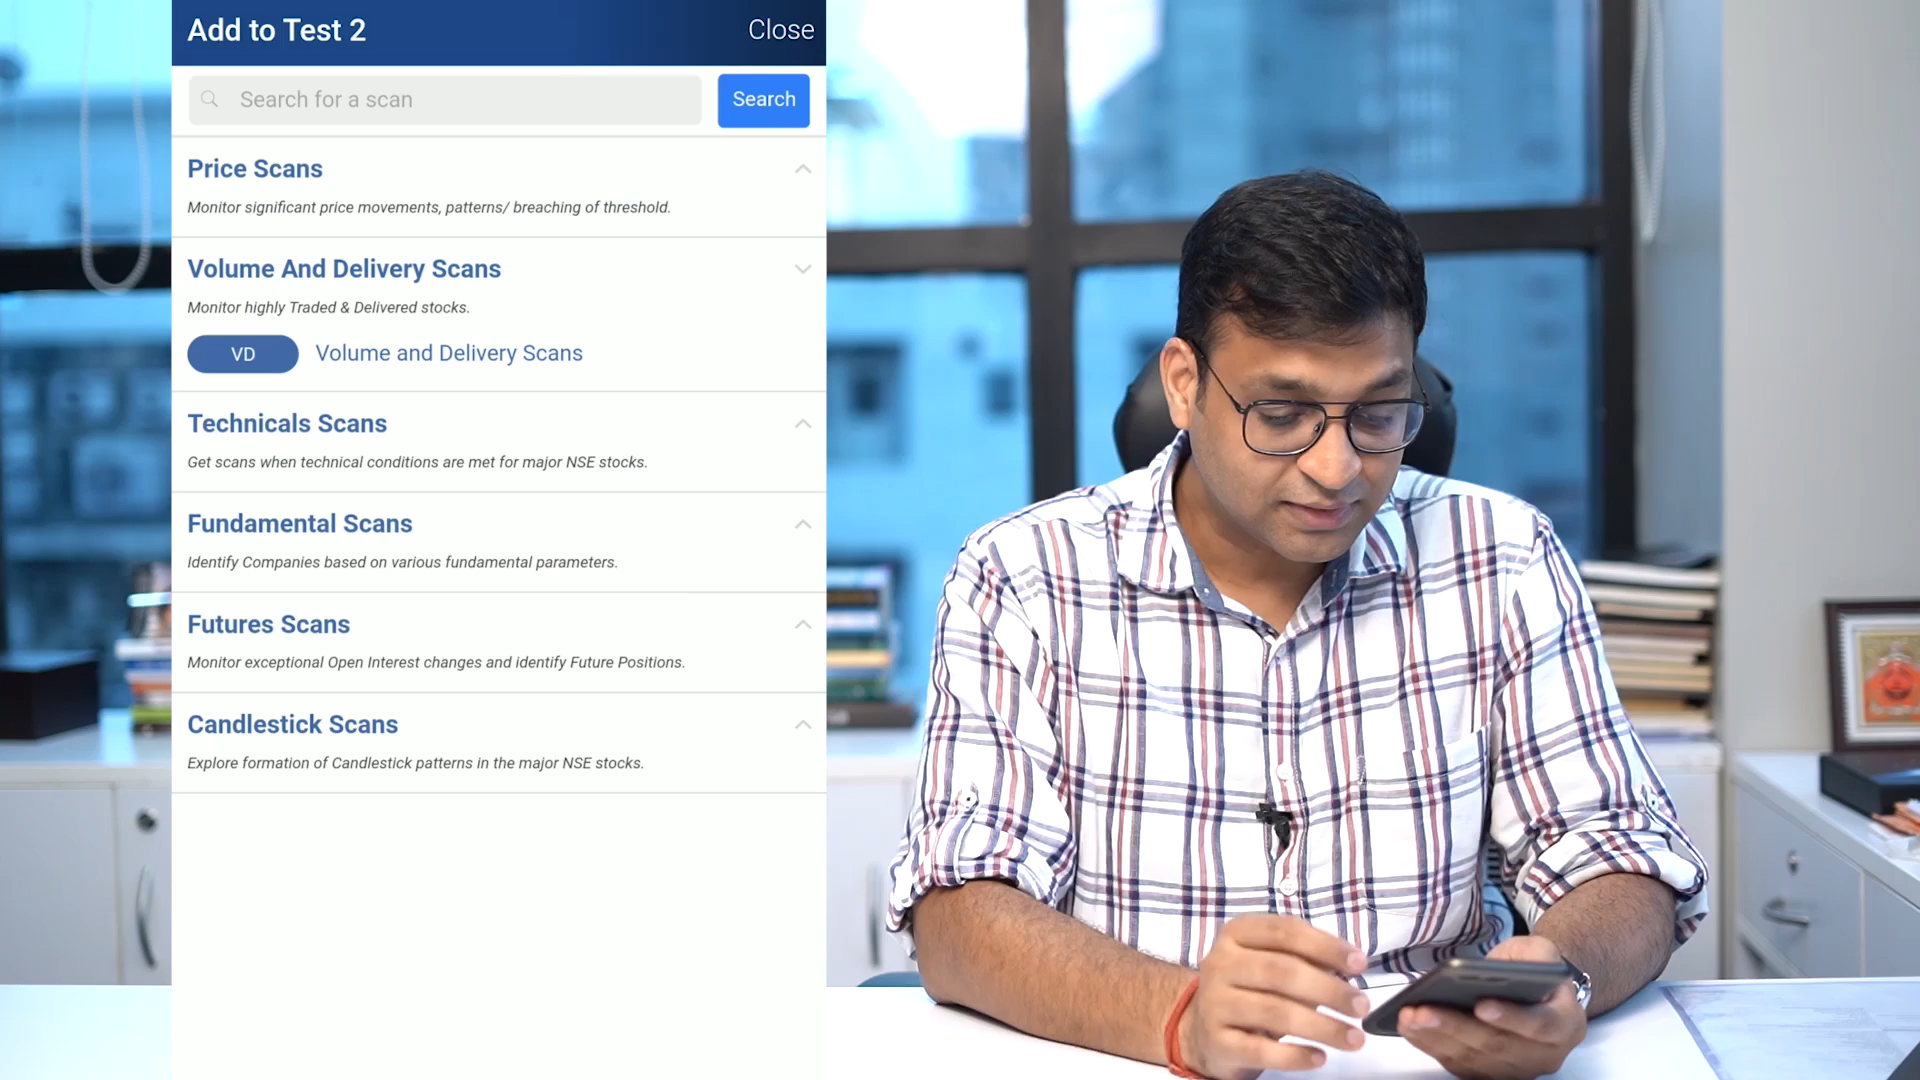 Add to Test 2
Close
Search for a scan
Search
Price Scans
Monitor significant price movements, patterns/ breaching of threshold.
Volume And Delivery Scans
Monitor highly Traded & Delivered stocks.
VD
Volume and Delivery Scans
Technicals Scans
Get scans when technical conditions are met for major NSE stocks.
Fundamental Scans
Identify Companies based on various fundamental parameters.
Futures Scans
Monitor exceptional Open Interest changes and identify Future Positions.
Candlestick Scans
Explore formation of Candlestick patterns in the major NSE stocks.